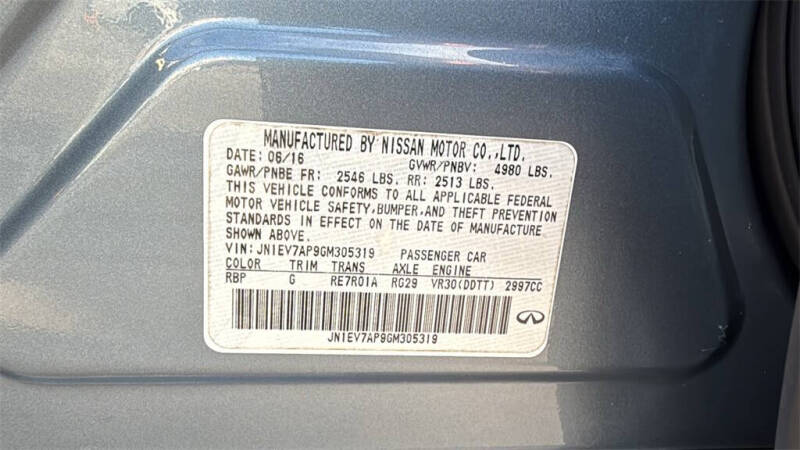 MANUFACTURED BY NISSAN MOTOR CO.,LTD.
DATE: 06/16 GVWR/PNBV: 4980 LBS.
GAWR/PNBE FR: 2546 LBS. RR: 2513 LBS.
THIS VEHICLE CONFORMS TO ALL APPLICABLE FEDERAL
MOTOR VEHICLE SAFETY,BUMPER,AND THEFT PREVENTION
STANDARDS IN EFFECT ON THE DATE OF MANUFACTURE
SHOWN ABOVE.
VIN: JN1EV7AP9GM305319 PASSENGER CAR
COLOR TRIM TRANS AXLE ENGINE
RBP G RE7R01A RG29 VR30(DDTT) 2997CC
JN1EV7AP9GM305319